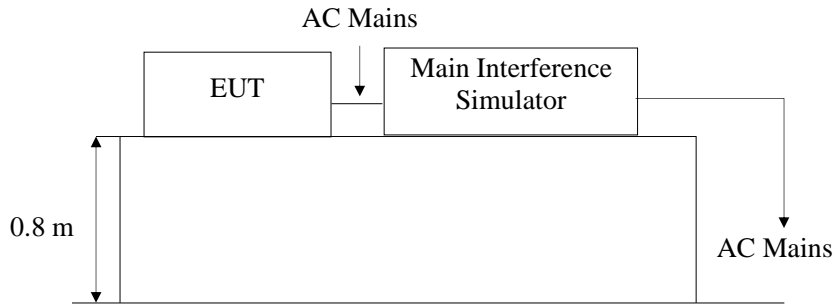 AC Mains
EUT
Main Interference
Simulator
0.8 m
AC Mains